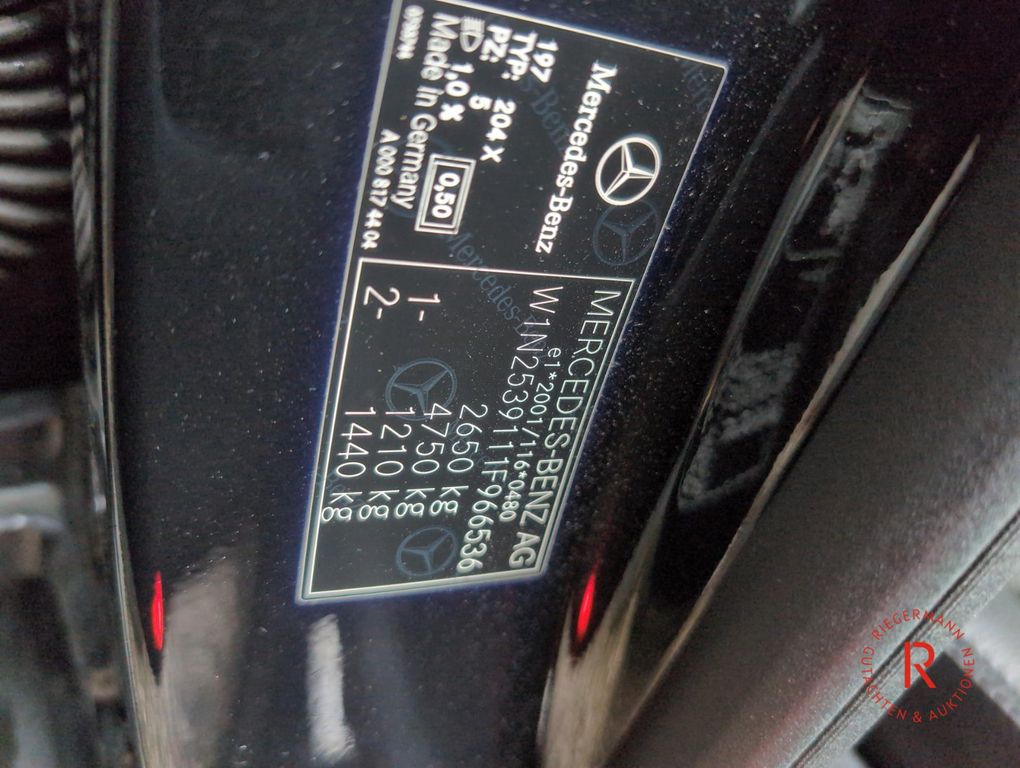 Mercedes-Benz
197
TYP: 204 X
PZ: 5
1,0 x 0,50
Made In Germany
A 000 817 44 04
MERCEDES-BENZ AG
e1*2001/116*0480
W1N2539111F966536
2650 kg
4750 kg
1- 1210 kg
2- 1440 kg
RIEGERMANN
GUTACHTEN & AUKTIONEN
R